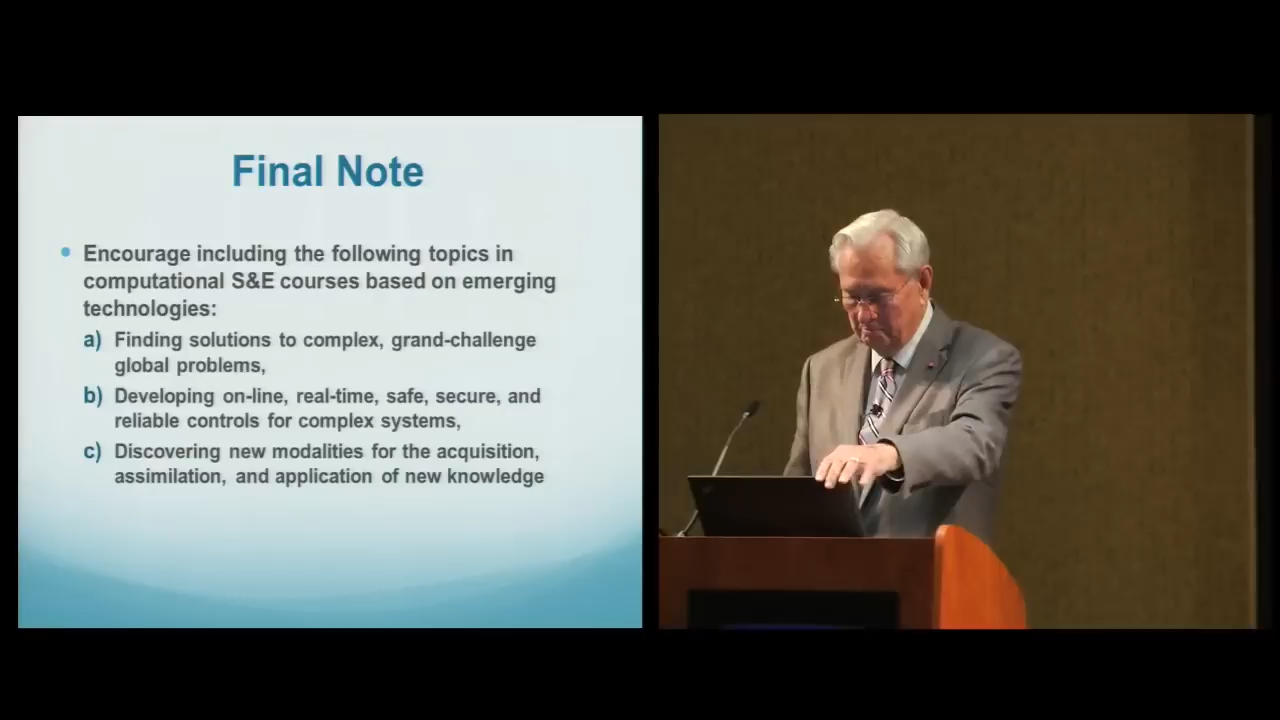 Final Note
• Encourage including the following topics in
computational S&E courses based on emerging
technologies:
a) Finding solutions to complex, grand-challenge
global problems,
b) Developing on-line, real-time, safe, secure, and
reliable controls for complex systems,
c) Discovering new modalities for the acquisition,
assimilation, and application of new knowledge